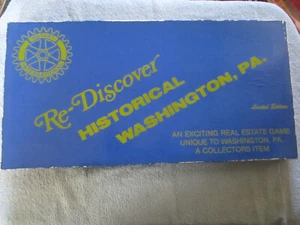 Re-Discover
HISTORICAL
WASHINGTON, PA.
Limited Edition
AN EXCITING REAL ESTATE GAME
UNIQUE TO WASHINGTON, PA.
A COLLECTORS ITEM